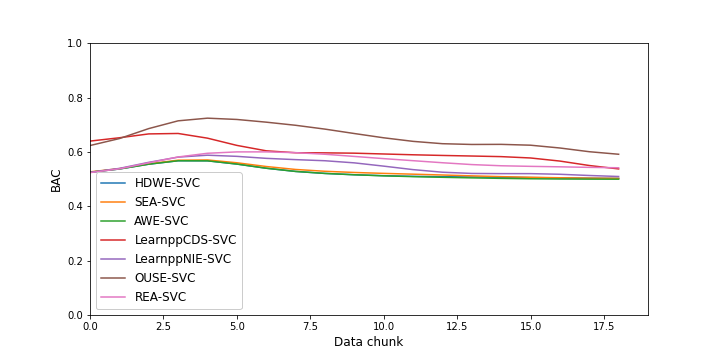 1.0
0.8
0.6
0.4
0.2
0.0
BAC
HDWE-SVC
SEA-SVC
AWE-SVC
LearnppCDS-SVC
LearnppNIE-SVC
OUSE-SVC
REA-SVC
0.0 2.5 5.0 7.5 10.0 12.5 15.0 17.5
Data chunk